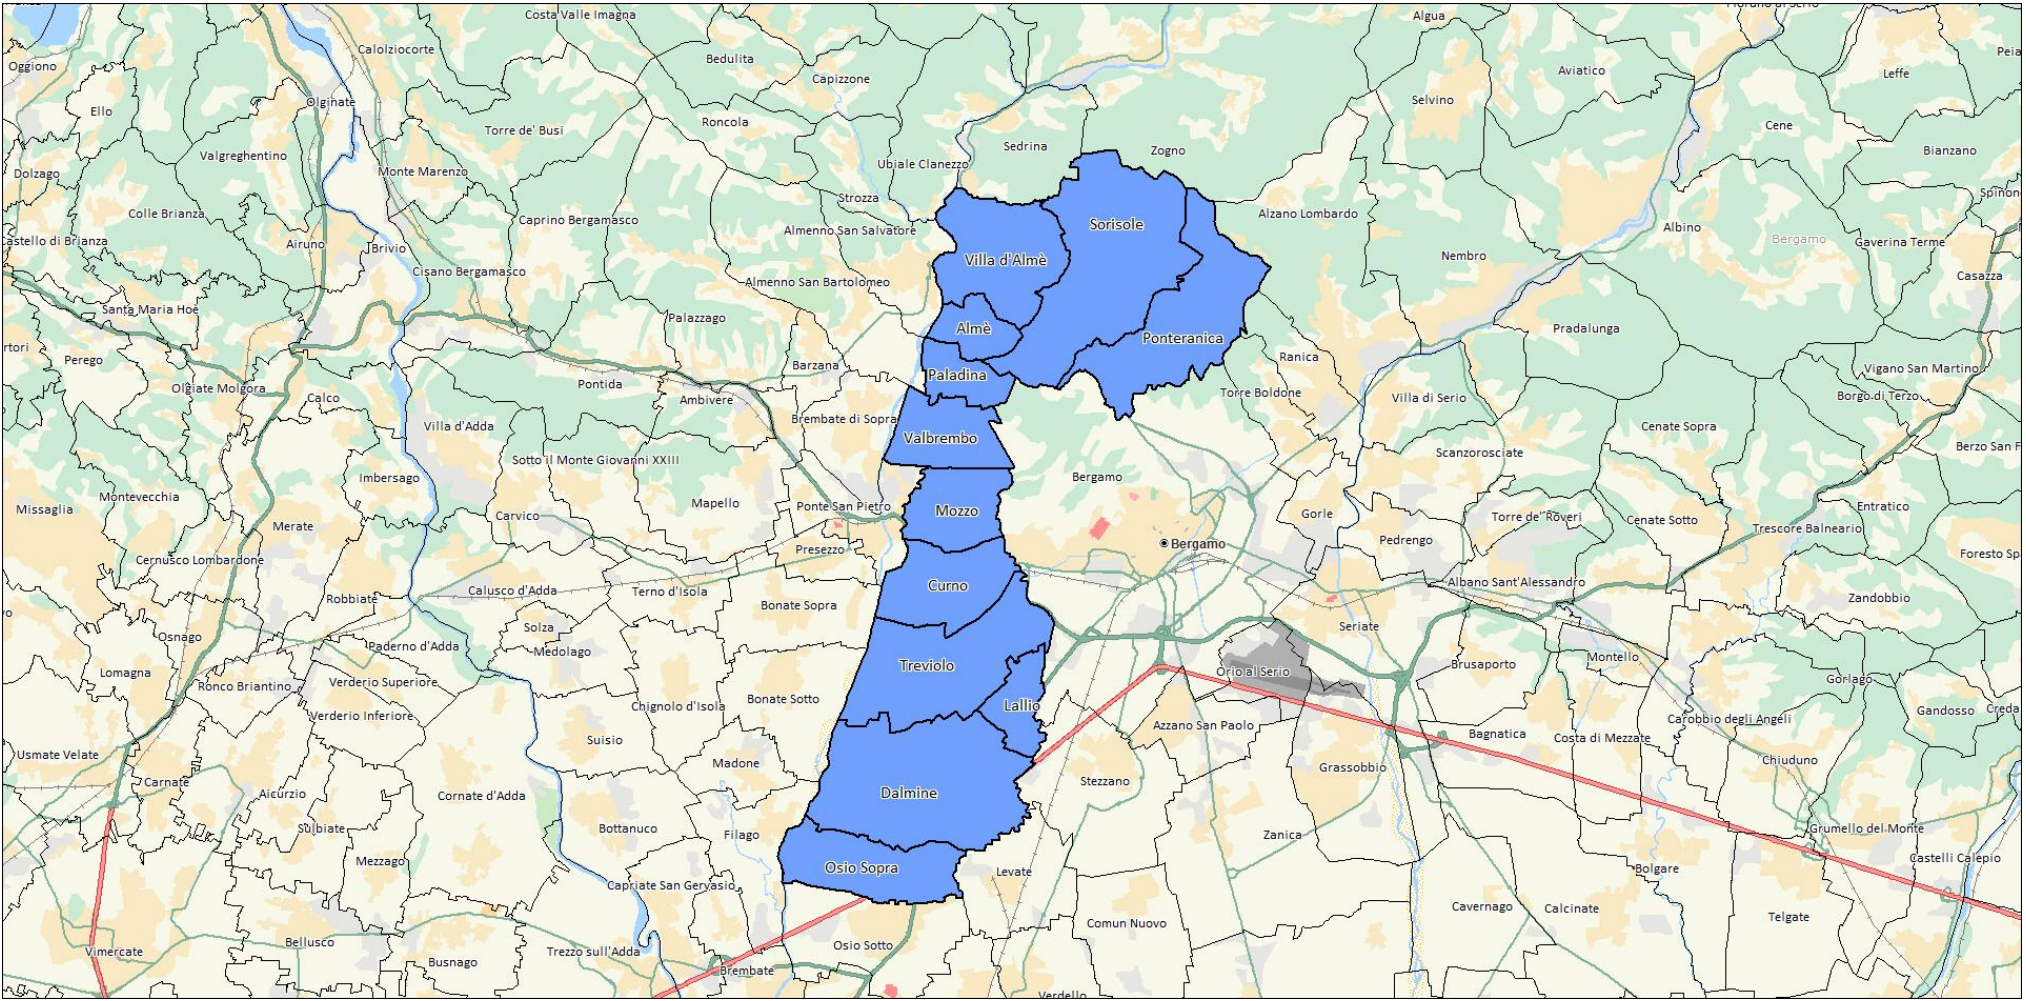 Costa Valle Imagna
Algua
Calolziocorte
Bedulita
Oggiono
Capizzone
Aviatico
Leffe
Ello
Olginate
Selvino
Torre de' Busi
Roncola
Cene
Sedrina
Zogno
Bianzano
Valgreghentino
Ubiale Clanezzo
Dolzago
Monte Marenzo
Strozza
Colle Brianza
Caprino Bergamasco
Sorisole
Alzano Lombardo
Almenno San Salvatore
Albino
Bergamo
Gaverina Terme
Castello di Brianza
Airuno
Brivio
Villa d'Almè
Nembro
Cisano Bergamasco
Casazza
Almenno San Bartolomeo
Santa Maria Hoè
Palazzago
Almè
Pradalunga
Ponteranica
Perego
Ranica
Barzana
Vigano San Martino
Paladina
Olgiate Molgora
Pontida
Torre Boldone
Calco
Ambivere
Villa di Serio
Borgo di Terzo
Brembate di Sopra
Villa d'Adda
Cenate Sopra
Valbrembo
Berzo San F
Sotto il Monte Giovanni XXIII
Scanzorosciate
Imbersago
Bergamo
Montevecchia
Mapello
Ponte San Pietro
Entratico
Missaglia
Mozzo
Carvico
Gorle
Torre de' Roveri
Cenate Sotto
Merate
Trescore Balneario
Bergamo
Pedrengo
Presezzo
Foresto Sp
Cernusco Lombardone
Albano Sant'Alessandro
Curno
Calusco d'Adda
Terno d'Isola
Robbiate
Zandobbio
Bonate Sopra
Solza
Seriate
Osnago
Paderno d'Adda
Medolago
Montello
Treviolo
Brusaporto
Lomagna
Orio al Serio
Gorlago
Verderio Superiore
Ronco Briantino
Bonate Sotto
Lallio
Chignolo d'Isola
Gandosso
Creda
Verderio Inferiore
Carobbio degli Angeli
Azzano San Paolo
Bagnatica
Suisio
Costa di Mezzate
Usmate Velate
Madone
Chiuduno
Grassobbio
Carnate
Stezzano
Aicurzio
Cornate d'Adda
Dalmine
Sulbiate
Bottanuco
Filago
Zanica
Grumello del Monte
Mezzago
Castelli Calepio
Osio Sopra
Levate
Bolgare
Capriate San Gervasio
Cavernago
Calcinate
Telgate
Comun Nuovo
Bellusco
Osio Sotto
Vimercate
Trezzo sull'Adda
Busnago
Brembate
Verdello